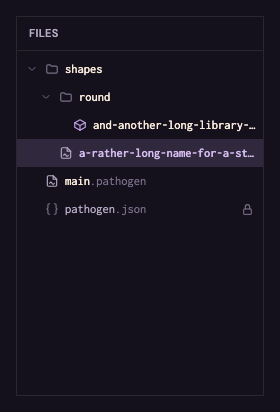 FILES
shapes
round
and-another-long-library-…
a-rather-long-name-for-a-st…
main.pathogen
{} pathogen.json